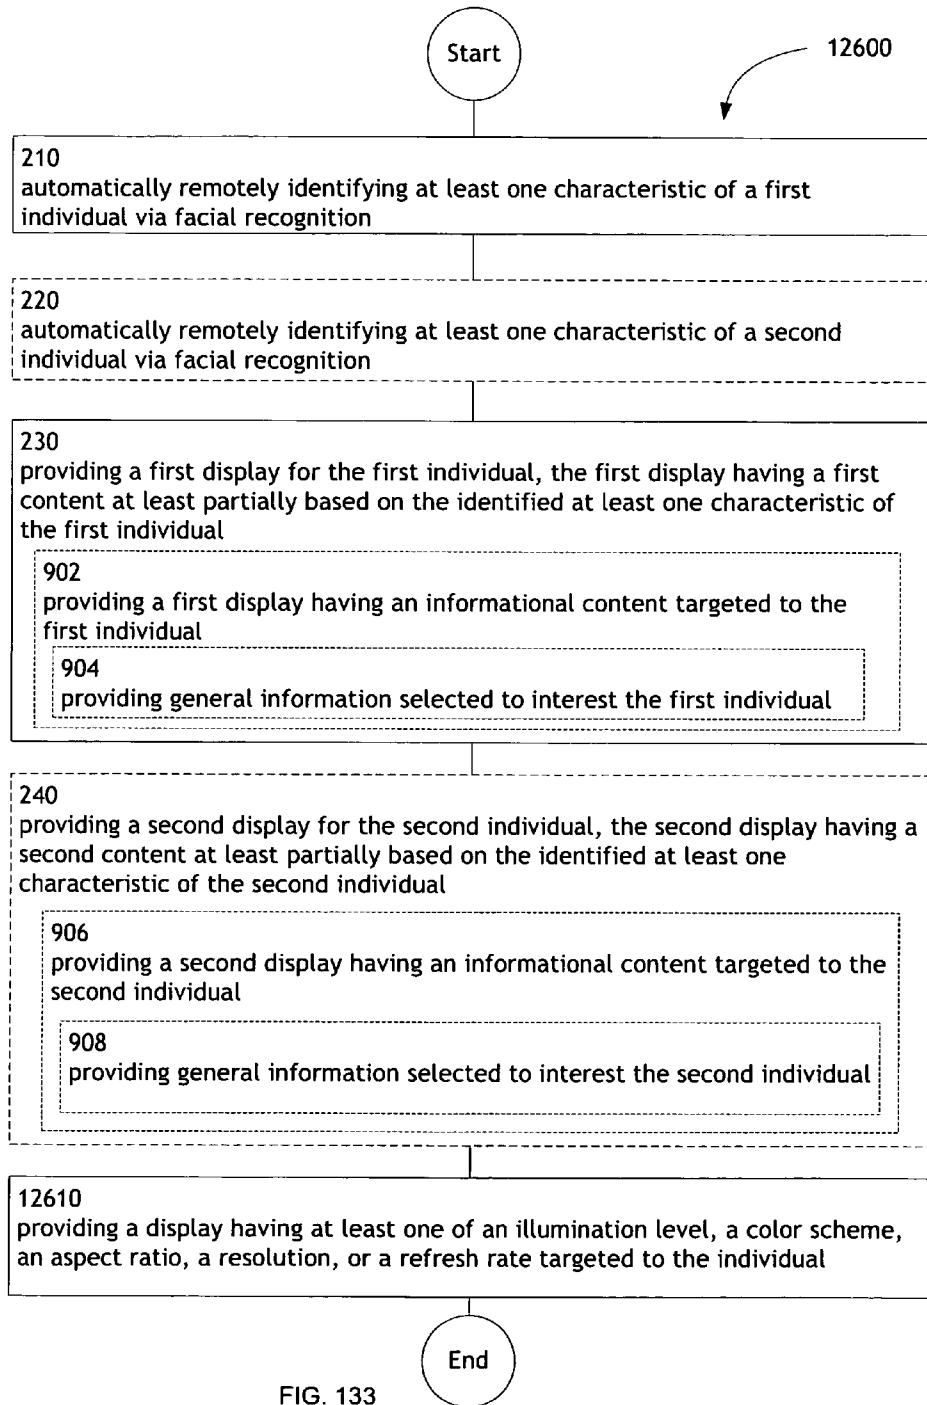 Start
12600
210
automatically remotely identifying at least one characteristic of a first
individual via facial recognition
220
automatically remotely identifying at least one characteristic of a second
individual via facial recognition
230
providing a first display for the first individual, the first display having a first
content at least partially based on the identified at least one characteristic of
the first individual
902
providing a first display having an informational content targeted to the
first individual
904
providing general information selected to interest the first individual
240
providing a second display for the second individual, the second display having a
second content at least partially based on the identified at least one
characteristic of the second individual
906
providing a second display having an informational content targeted to the
second individual
908
providing general information selected to interest the second individual
12610
providing a display having at least one of an illumination level, a color scheme,
an aspect ratio, a resolution, or a refresh rate targeted to the individual
End
FIG. 133